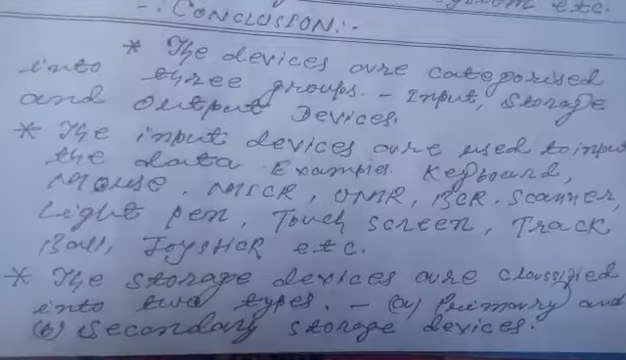 etc.
-: CONCLUSION:-
* The devices are categorised
into three groups. - Input, Storage
and Output Devices.
* The input devices are used to input
the data. Examples Keyboard,
Mouse. MICR, OMR, BCR. Scanner,
Light pen, Touch Screen, Track
Ball, Joystick etc.
* The storage devices are classified
into two types. - (a) Primary and
(b) Secondary storage devices.